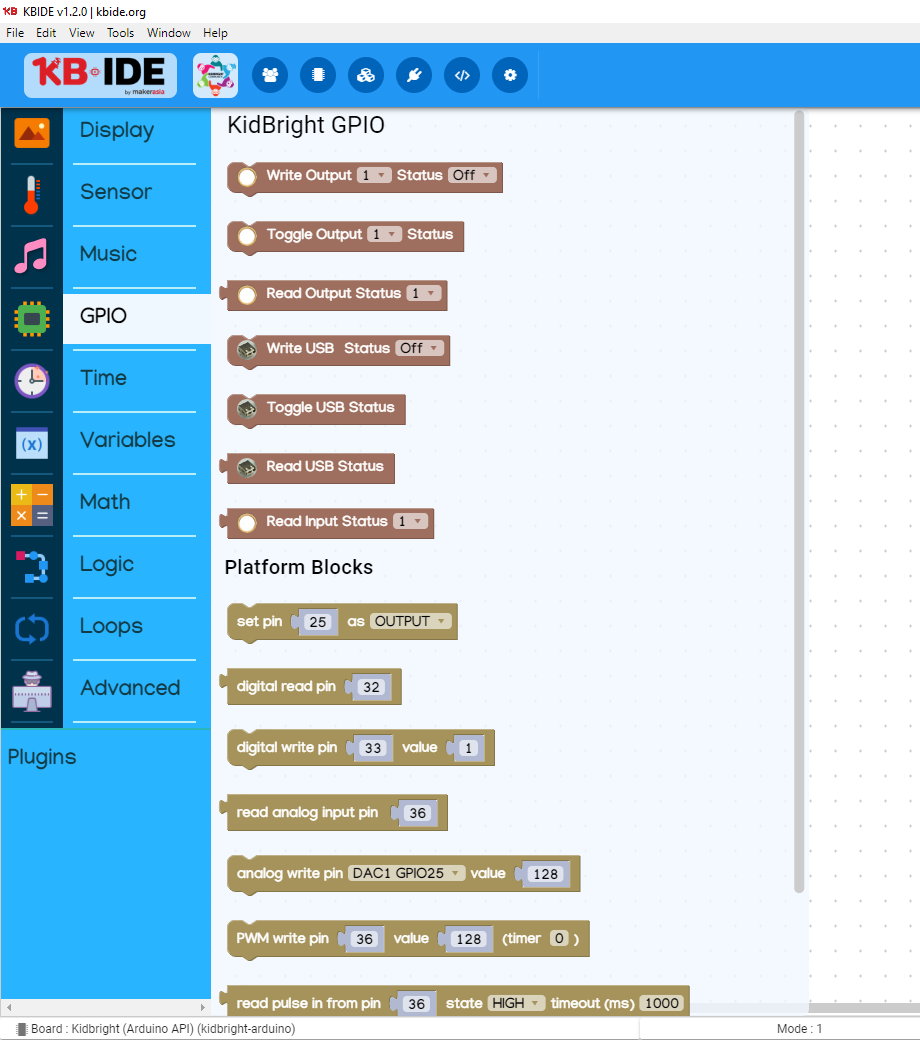 KB KBIDE v1.2.0 | kbide.org
File Edit View Tools Window Help
KB IDE
by makerasia
Display
Sensor
Music
GPIO
Time
(x) Variables
Math
Logic
Loops
Advanced
Plugins
KidBright GPIO
Write Output 1 Status Off
Toggle Output 1 Status
Read Output Status 1
Write USB Status Off
Toggle USB Status
Read USB Status
Read Input Status 1
Platform Blocks
set pin 25 as OUTPUT
digital read pin 32
digital write pin 33 value 1
read analog input pin 36
analog write pin DAC1 GPIO25 value 128
PWM write pin 36 value 128 (timer 0 )
read pulse in from pin 36 state HIGH timeout (ms) 1000
Board : Kidbright (Arduino API) (kidbright-arduino) Mode : 1